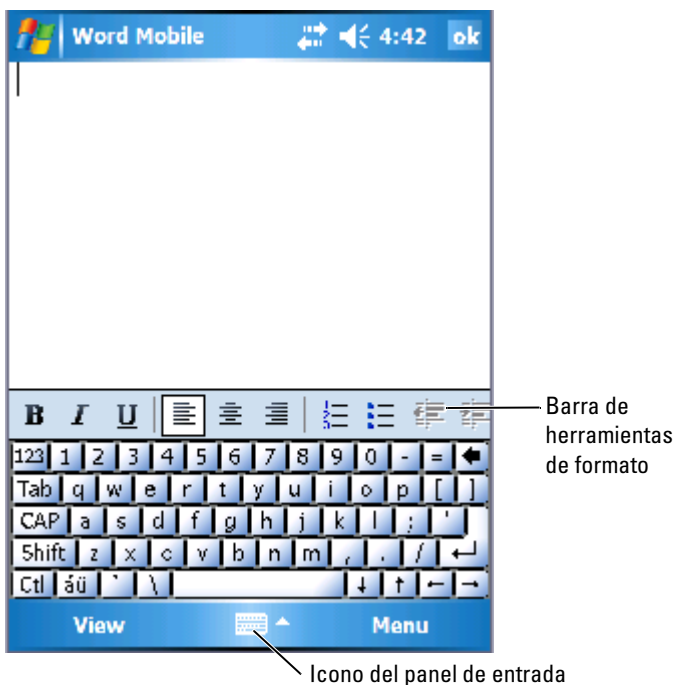 Word Mobile 4:42 ok
B I U
Barra de
herramientas
de formato
123 1 2 3 4 5 6 7 8 9 0 - =
Tab q w e r t y u i o p [ ]
CAP a s d f g h j k l ; '
Shift z x c v b n m , . /
Ctl áü ` \
View Menu
Icono del panel de entrada